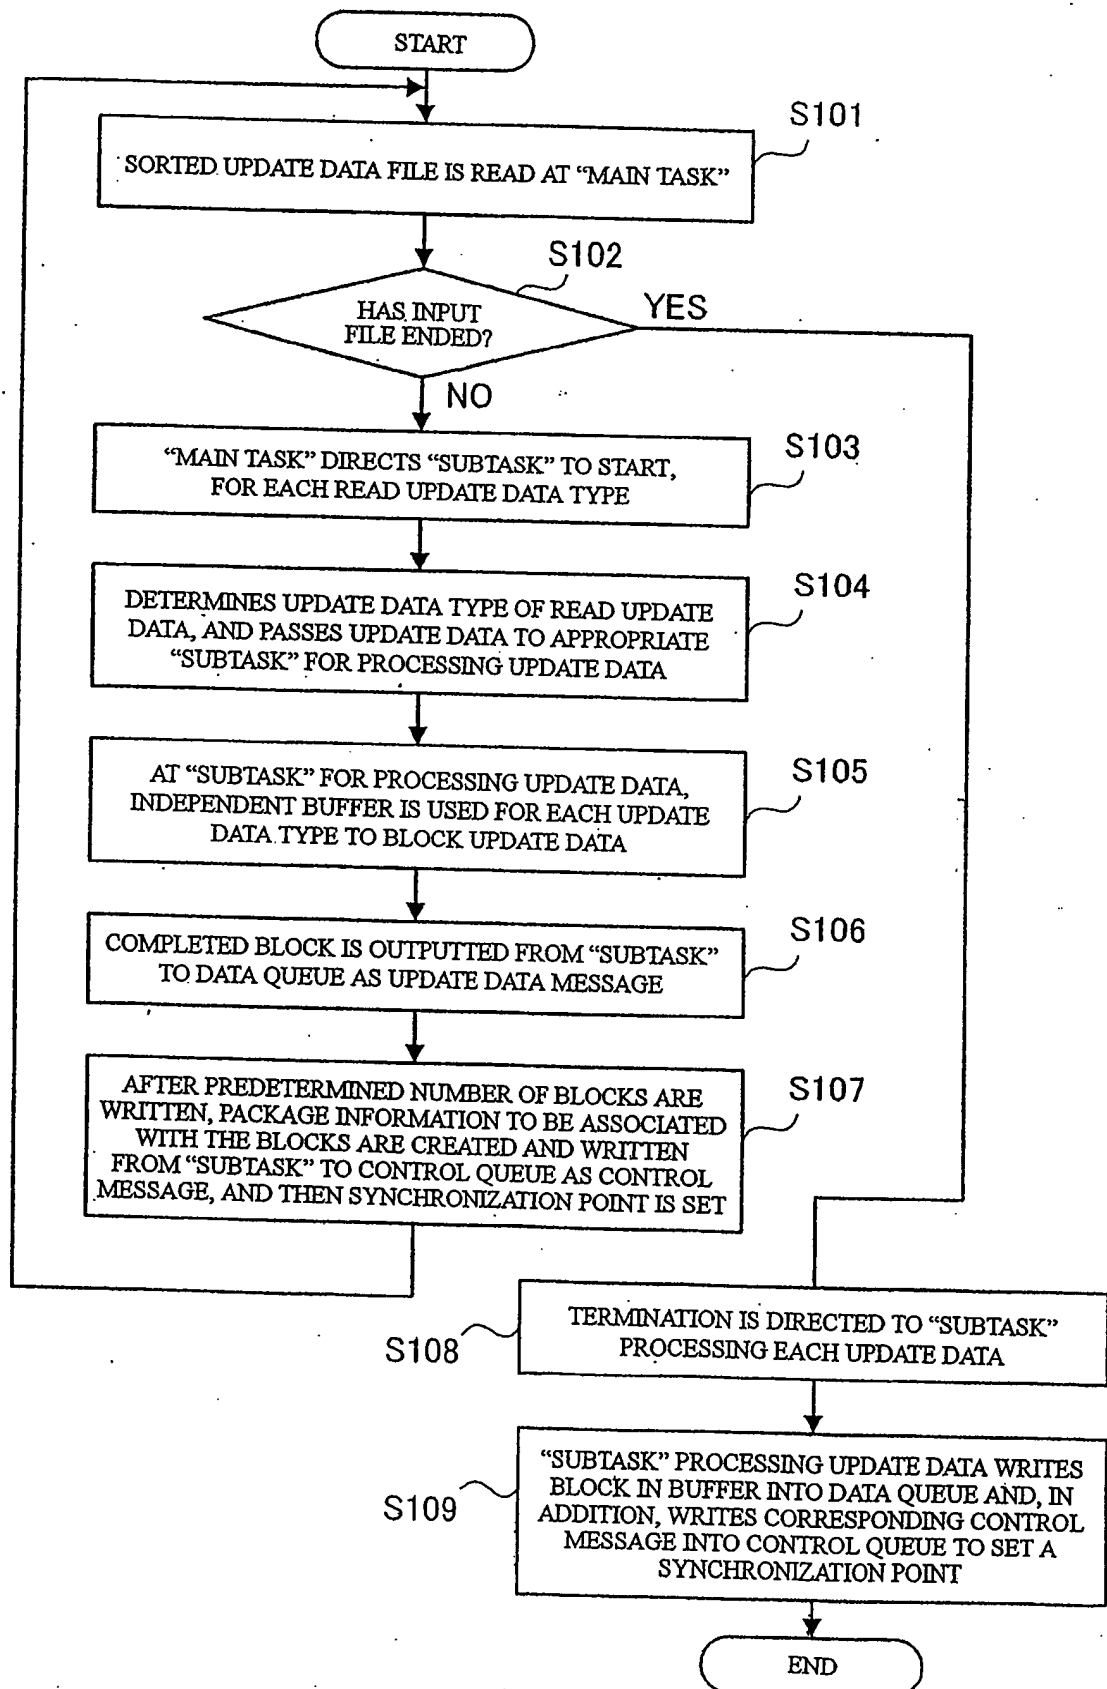 START
S101
SORTED UPDATE DATA FILE IS READ AT “MAIN TASK”
S102
HAS INPUT
FILE ENDED?
YES
NO
S103
“MAIN TASK” DIRECTS “SUBTASK” TO START,
FOR EACH READ UPDATE DATA TYPE
S104
DETERMINES UPDATE DATA TYPE OF READ UPDATE
DATA, AND PASSES UPDATE DATA TO APPROPRIATE
“SUBTASK” FOR PROCESSING UPDATE DATA
S105
AT “SUBTASK” FOR PROCESSING UPDATE DATA,
INDEPENDENT BUFFER IS USED FOR EACH UPDATE
DATA TYPE TO BLOCK UPDATE DATA
S106
COMPLETED BLOCK IS OUTPUTTED FROM “SUBTASK”
TO DATA QUEUE AS UPDATE DATA MESSAGE
S107
AFTER PREDETERMINED NUMBER OF BLOCKS ARE
WRITTEN, PACKAGE INFORMATION TO BE ASSOCIATED
WITH THE BLOCKS ARE CREATED AND WRITTEN
FROM “SUBTASK” TO CONTROL QUEUE AS CONTROL
MESSAGE, AND THEN SYNCHRONIZATION POINT IS SET
S108
TERMINATION IS DIRECTED TO “SUBTASK”
PROCESSING EACH UPDATE DATA
S109
“SUBTASK” PROCESSING UPDATE DATA WRITES
BLOCK IN BUFFER INTO DATA QUEUE AND, IN
ADDITION, WRITES CORRESPONDING CONTROL
MESSAGE INTO CONTROL QUEUE TO SET A
SYNCHRONIZATION POINT
END